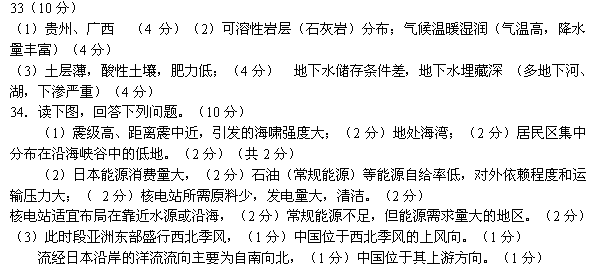 33（10分）
（1）贵州、广西　（4 分）（2）可溶性岩层（石灰岩）分布；气候温暖湿润（气温高，降水
量丰富）（4分）
（3）土层薄，酸性土壤，肥力低；（4 分）　地下水储存条件差，地下水埋藏深 （多地下河、
湖，下渗严重）（4 分）
34．读下图，回答下列问题。（10分）
（1）震级高、距离震中近，引发的海啸强度大；（2 分）地处海湾；（2 分）居民区集中
分布在沿海峡谷中的低地。（2 分）（共 2分）
（2）日本能源消费量大，（2 分）石油（常规能源）等能源自给率低，对外依赖程度和运
输压力大；（ 2 分）核电站所需原料少，发电量大，清洁。（2分）
核电站适宜布局在靠近水源或沿海，（2 分）常规能源不足，但能源需求量大的地区。（2 分）
（3）此时段亚洲东部盛行西北季风，（1 分）中国位于西北季风的上风向。（1 分）
流经日本沿岸的洋流流向主要为自南向北，（1 分）中国位于其上游方向。（1 分）